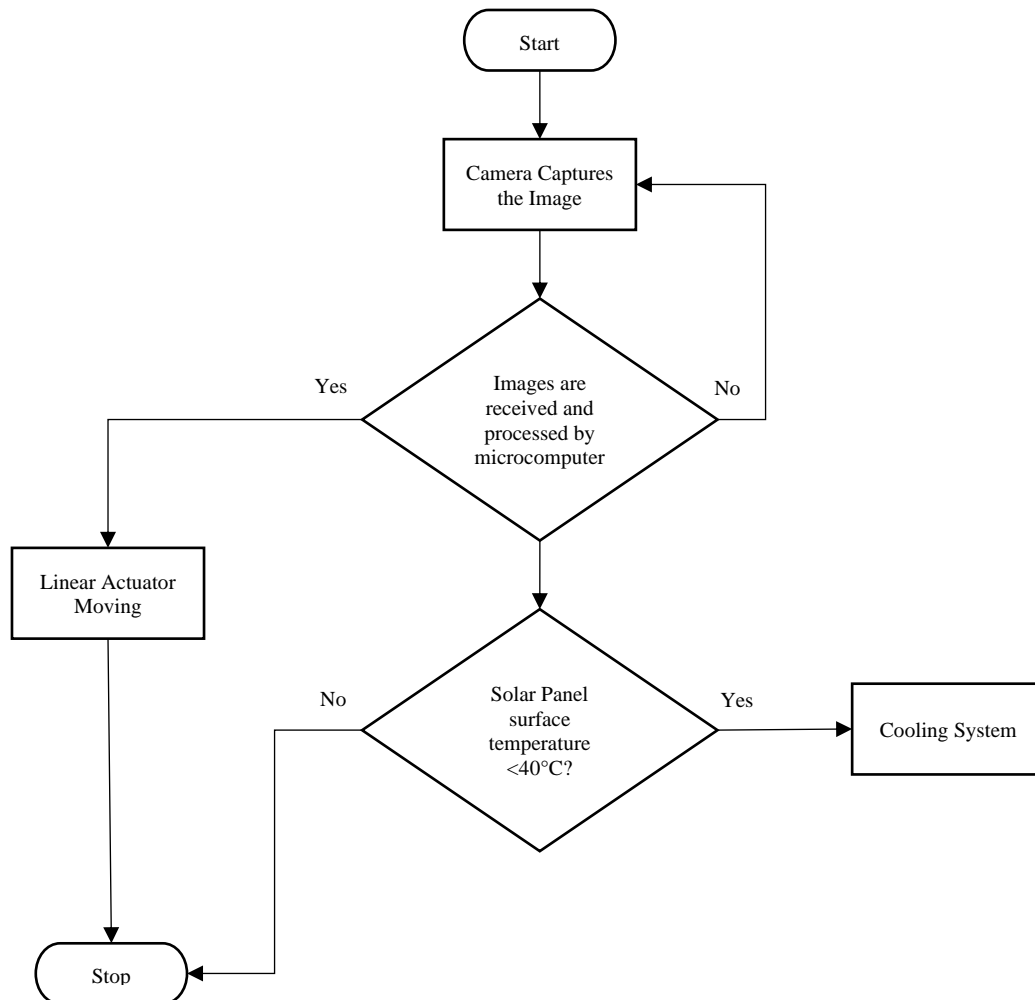 Start
Camera Captures
the Image
Yes
Images are
received and
processed by
microcomputer
No
Linear Actuator
Moving
No
Solar Panel
surface
temperature
<40°C?
Yes
Cooling System
Stop